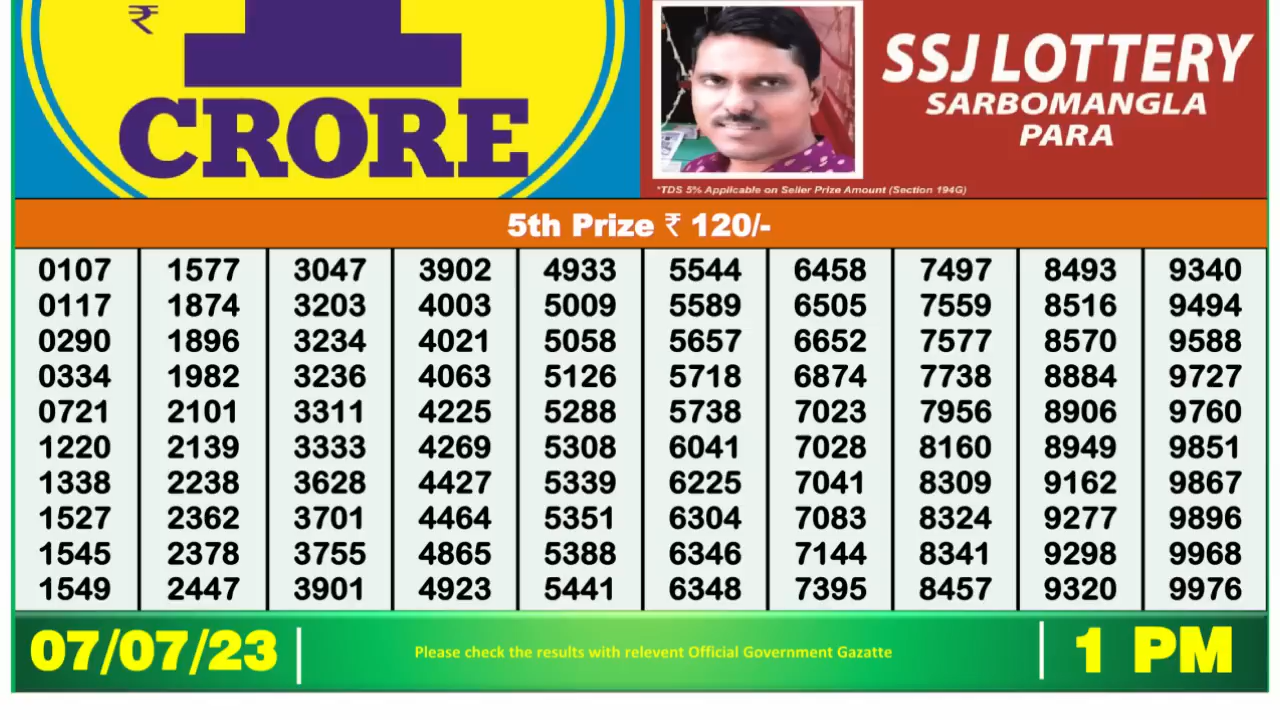 ₹
1
CRORE
SSJ LOTTERY
SARBOMANGLA
PARA
*TDS 5% Applicable on Seller Prize Amount (Section 194G)
5th Prize ₹ 120/-
0107 1577 3047 3902 4933 5544 6458 7497 8493 9340
0117 1874 3203 4003 5009 5589 6505 7559 8516 9494
0290 1896 3234 4021 5058 5657 6652 7577 8570 9588
0334 1982 3236 4063 5126 5718 6874 7738 8884 9727
0721 2101 3311 4225 5288 5738 7023 7956 8906 9760
1220 2139 3333 4269 5308 6041 7028 8160 8949 9851
1338 2238 3628 4427 5339 6225 7041 8309 9162 9867
1527 2362 3701 4464 5351 6304 7083 8324 9277 9896
1545 2378 3755 4865 5388 6346 7144 8341 9298 9968
1549 2447 3901 4923 5441 6348 7395 8457 9320 9976
07/07/23 Please check the results with relevent Official Government Gazatte 1 PM